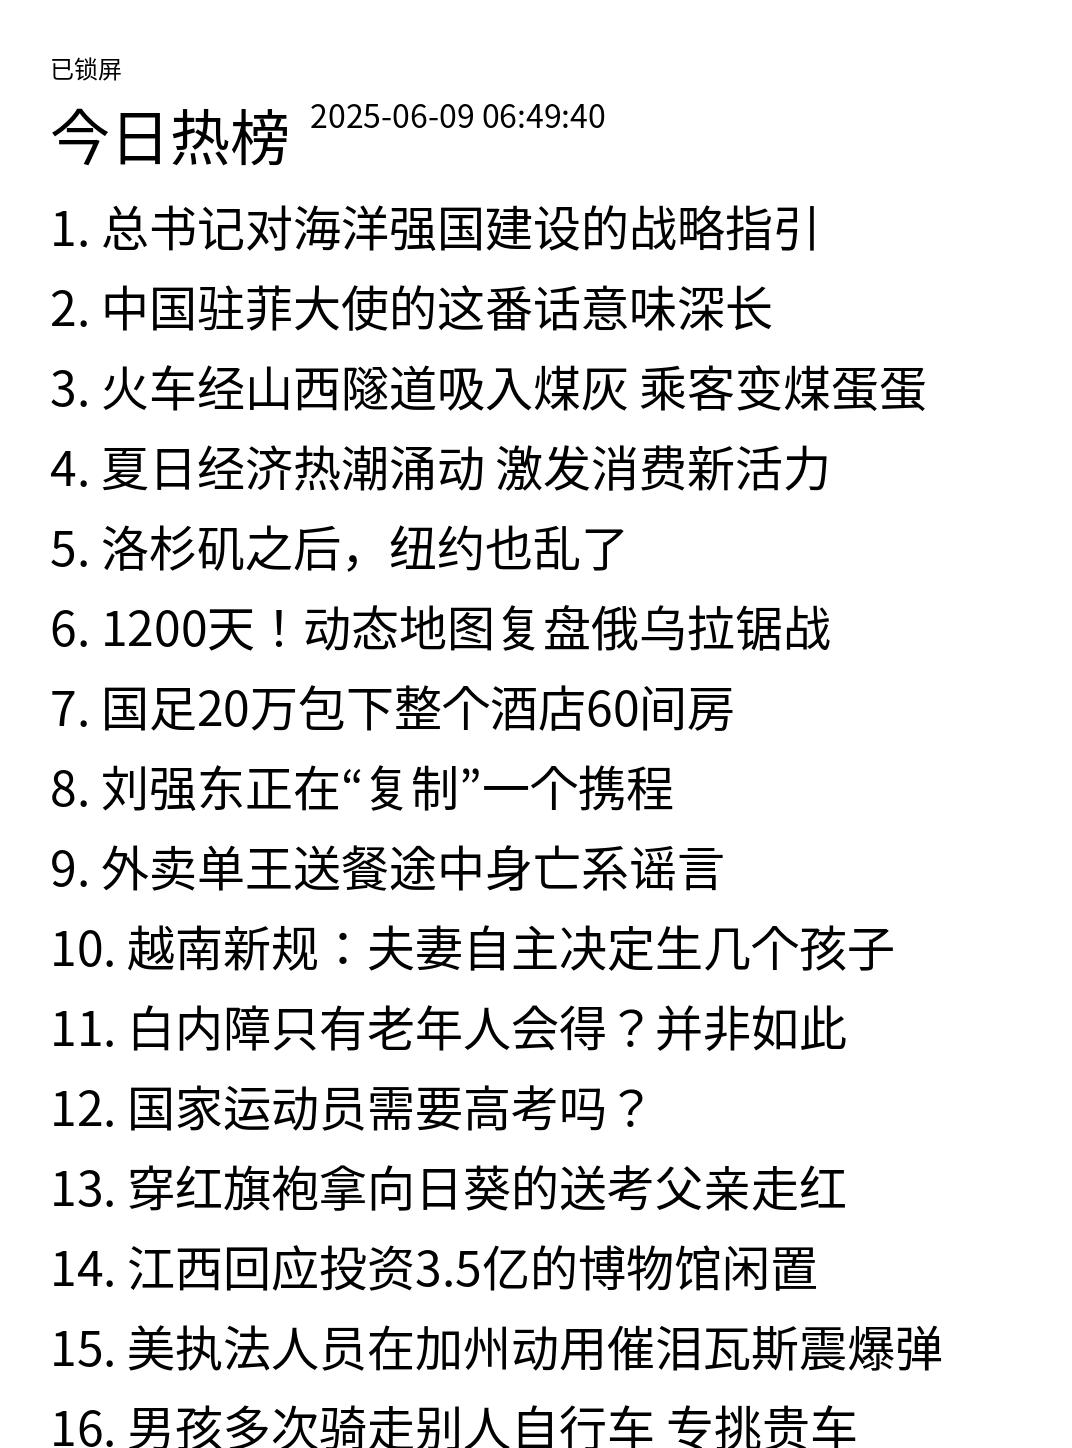 已锁屏
今日热榜 2025-06-09 06:49:40
1. 总书记对海洋强国建设的战略指引
2. 中国驻菲大使的这番话意味深长
3. 火车经山西隧道吸入煤灰 乘客变煤蛋蛋
4. 夏日经济热潮涌动 激发消费新活力
5. 洛杉矶之后，纽约也乱了
6. 1200天！动态地图复盘俄乌拉锯战
7. 国足20万包下整个酒店60间房
8. 刘强东正在“复制”一个携程
9. 外卖单王送餐途中身亡系谣言
10. 越南新规：夫妻自主决定生几个孩子
11. 白内障只有老年人会得？并非如此
12. 国家运动员需要高考吗？
13. 穿红旗袍拿向日葵的送考父亲走红
14. 江西回应投资3.5亿的博物馆闲置
15. 美执法人员在加州动用催泪瓦斯震爆弹
16. 男孩多次骑走别人自行车 专挑贵车